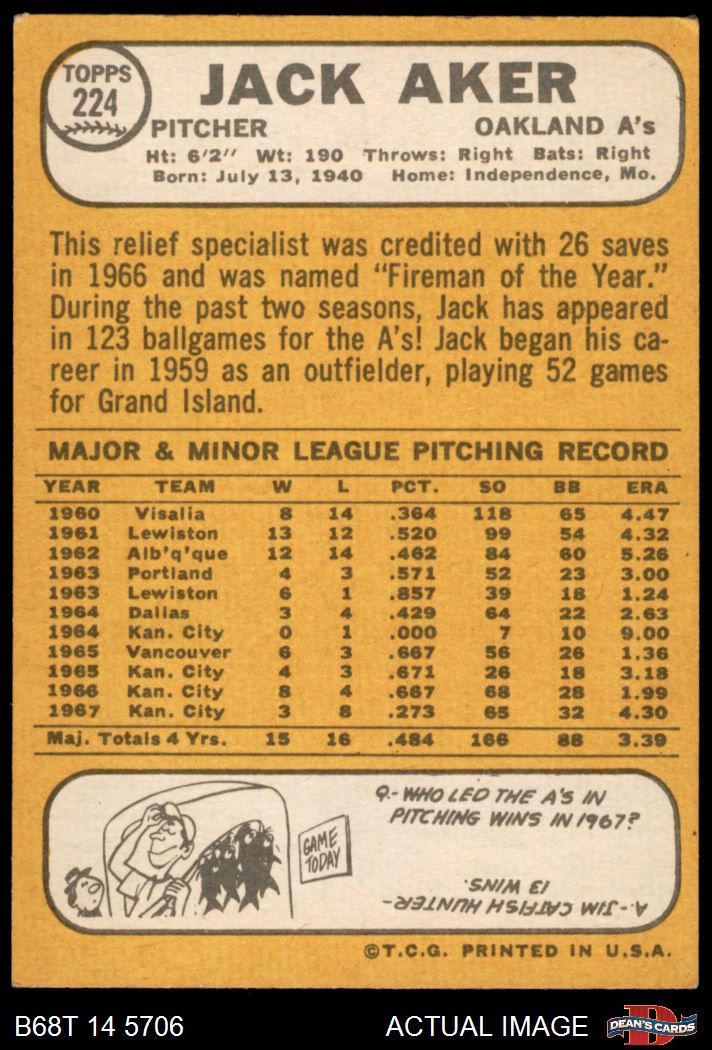 TOPPS
224
JACK AKER
PITCHER OAKLAND A's
Ht: 6'2" Wt: 190 Throws: Right Bats: Right
Born: July 13, 1940 Home: Independence, Mo.
This relief specialist was credited with 26 saves
in 1966 and was named "Fireman of the Year."
During the past two seasons, Jack has appeared
in 123 ballgames for the A's! Jack began his ca-
reer in 1959 as an outfielder, playing 52 games
for Grand Island.
MAJOR & MINOR LEAGUE PITCHING RECORD
YEAR TEAM W L PCT. SO BB ERA
1960 Visalia 8 14 .364 118 65 4.47
1961 Lewiston 13 12 .520 99 54 4.32
1962 Alb'q'que 12 14 .462 84 60 5.26
1963 Portland 4 3 .571 52 23 3.00
1963 Lewiston 6 1 .857 39 18 1.24
1964 Dallas 3 4 .429 64 22 2.63
1964 Kan. City 0 1 .000 7 10 9.00
1965 Vancouver 6 3 .667 56 26 1.36
1965 Kan. City 4 3 .671 26 18 3.18
1966 Kan. City 8 4 .667 68 28 1.99
1967 Kan. City 3 8 .273 65 32 4.30
Maj. Totals 4 Yrs. 15 16 .484 166 88 3.39
GAME
TODAY
Q.- WHO LED THE A'S IN
PITCHING WINS IN 1967?
A.- JIM CATFISH HUNTER-
13 WINS.
©T.C.G. PRINTED IN U.S.A.
B68T 14 5706 ACTUAL IMAGE
DEAN'S CARDS